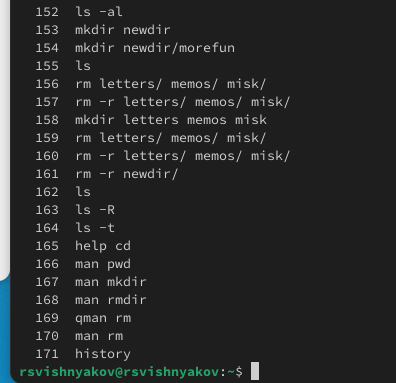 152 ls -al
153 mkdir newdir
154 mkdir newdir/morefun
155 ls
156 rm letters/ memos/ misk/
157 rm -r letters/ memos/ misk/
158 mkdir letters memos misk
159 rm letters/ memos/ misk/
160 rm -r letters/ memos/ misk/
161 rm -r newdir/
162 ls
163 ls -R
164 ls -t
165 help cd
166 man pwd
167 man mkdir
168 man rmdir
169 qman rm
170 man rm
171 history
rsvishnyakov@rsvishnyakov:~$